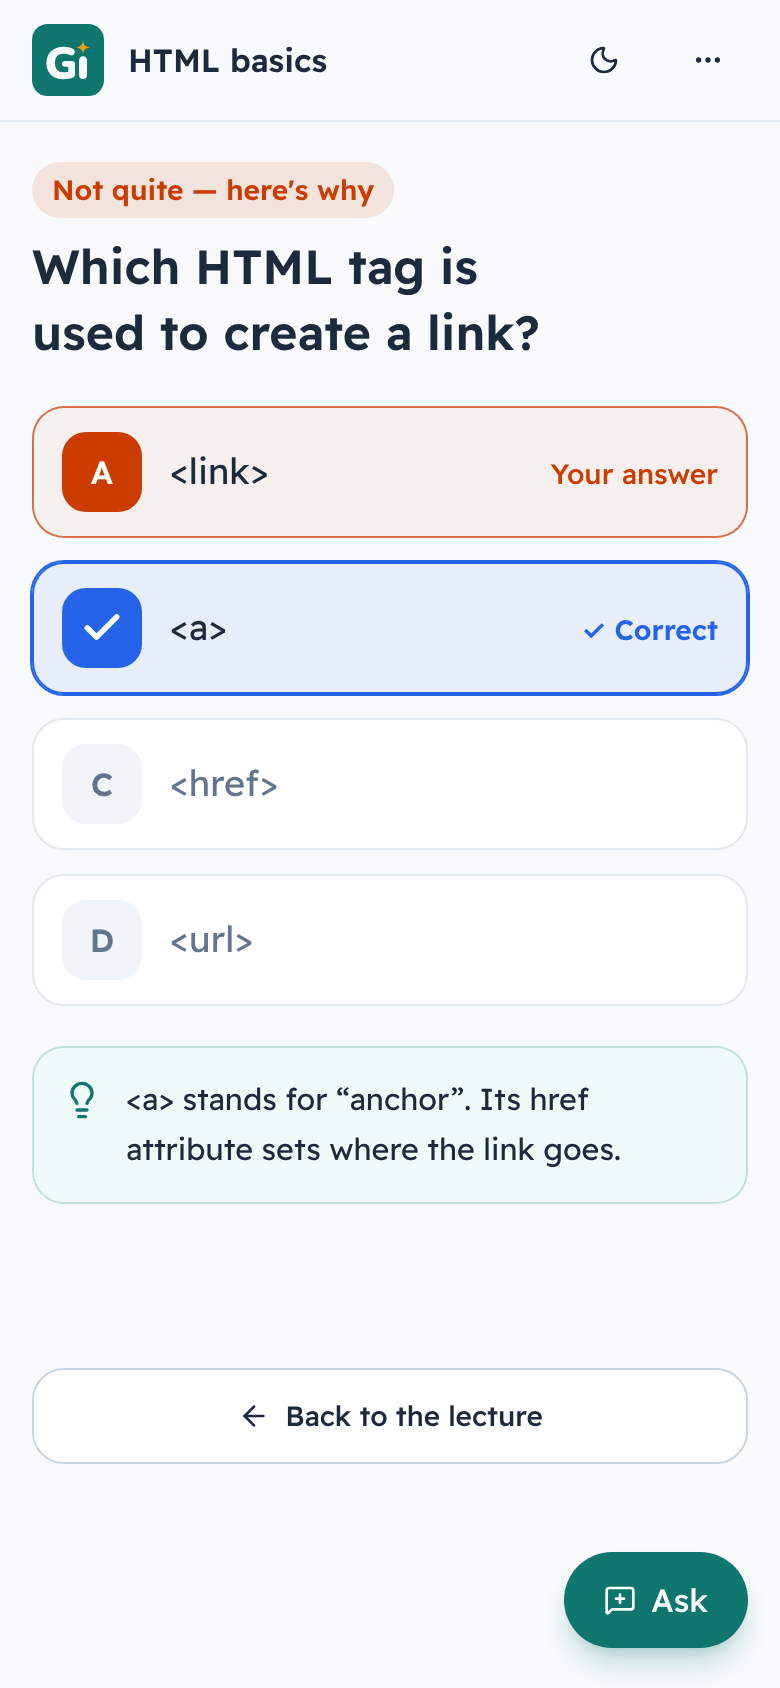 Gi
HTML basics
Not quite — here's why
Which HTML tag is
used to create a link?
A
<link>
Your answer
<a>
Correct
C
<href>
D
<url>
<a> stands for “anchor”. Its href
attribute sets where the link goes.
Back to the lecture
Ask